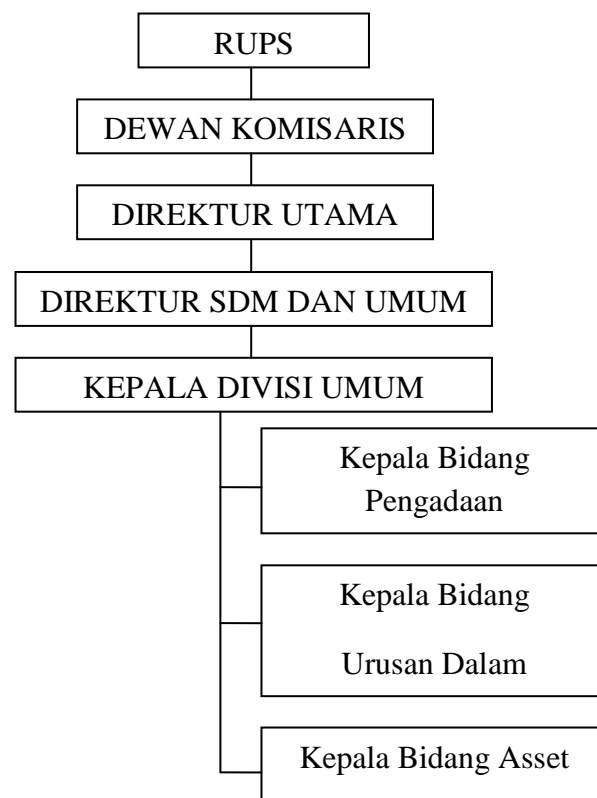 RUPS
DEWAN KOMISARIS
DIREKTUR UTAMA
DIREKTUR SDM DAN UMUM
KEPALA DIVISI UMUM
Kepala Bidang
Pengadaan
Kepala Bidang
Urusan Dalam
Kepala Bidang Asset